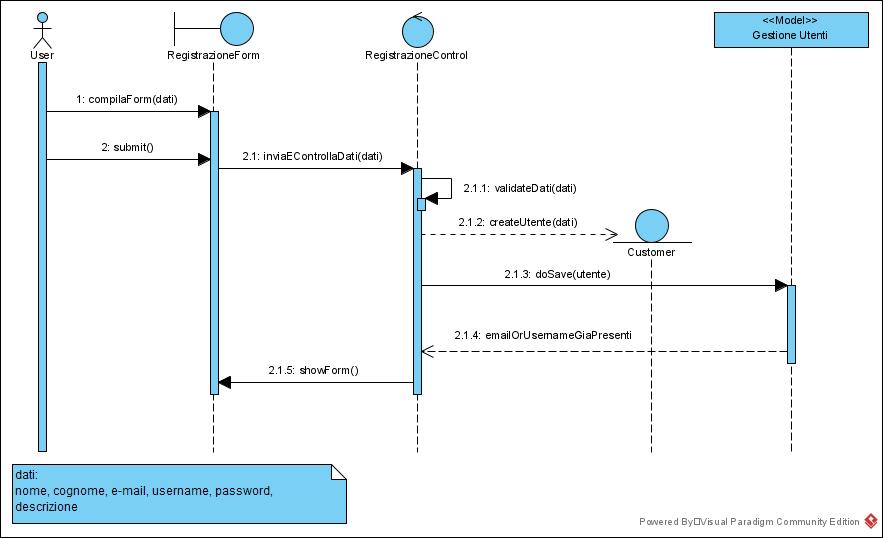 <<Model>>
Gestione Utenti
User
RegistrazioneForm
RegistrazioneControl
1: compilaForm(dati)
2: submit()
2.1: inviaEControllaDati(dati)
2.1.1: validateDati(dati)
2.1.2: createUtente(dati)
Customer
2.1.3: doSave(utente)
2.1.4: emailOrUsernameGiaPresenti
2.1.5: showForm()
dati:
nome, cognome, e-mail, username, password,
descrizione
Powered By Visual Paradigm Community Edition